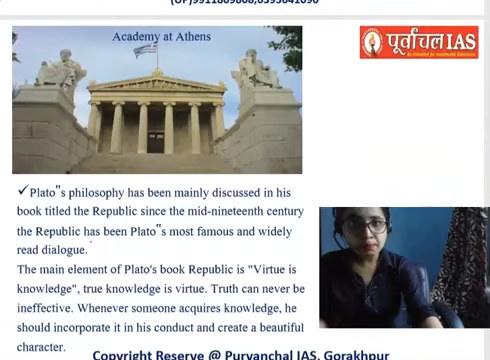 (UP)9911869808,0593041090
Academy at Athens
पूर्वांचल IAS
✓Plato"s philosophy has been mainly discussed in his
book titled the Republic since the mid-nineteenth century
the Republic has been Plato"s most famous and widely
read dialogue.
The main element of Plato's book Republic is "Virtue is
knowledge", true knowledge is virtue. Truth can never be
ineffective. Whenever someone acquires knowledge, he
should incorporate it in his conduct and create a beautiful
character.
Copyright Reserve @ Purvanchal IAS, Gorakhpur